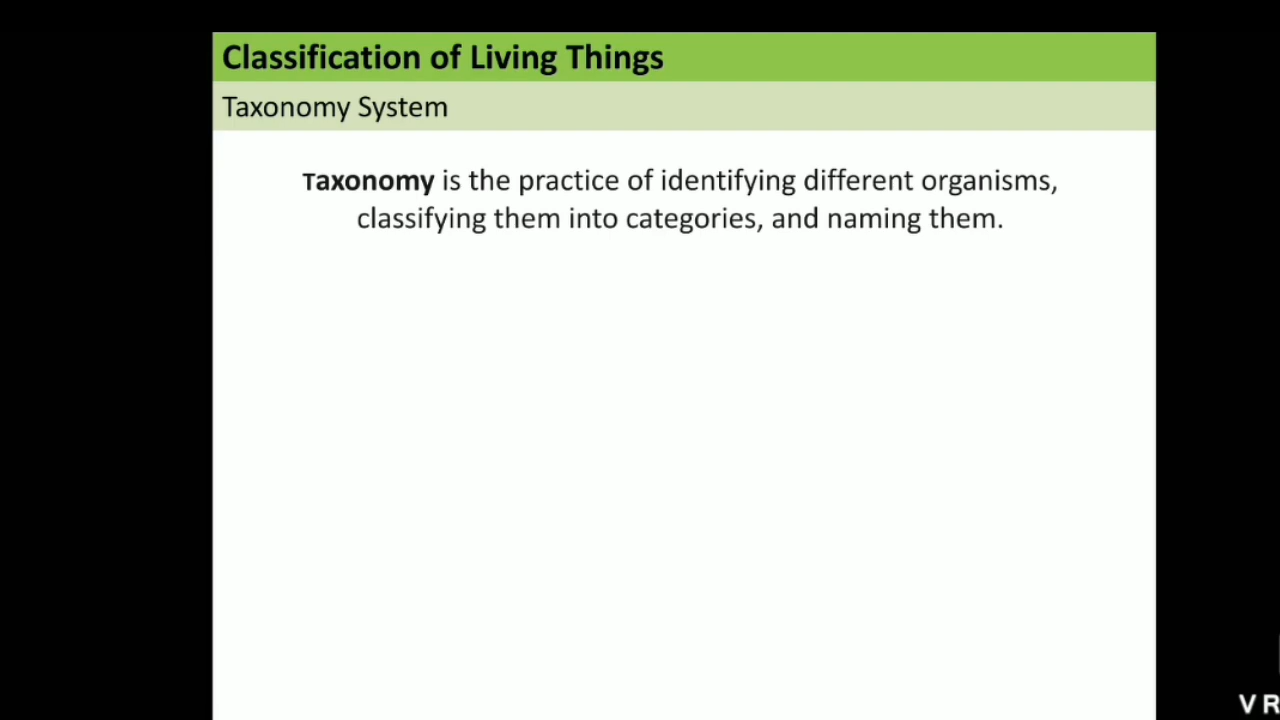 Classification of Living Things
Taxonomy System
Taxonomy is the practice of identifying different organisms,
classifying them into categories, and naming them.
V R